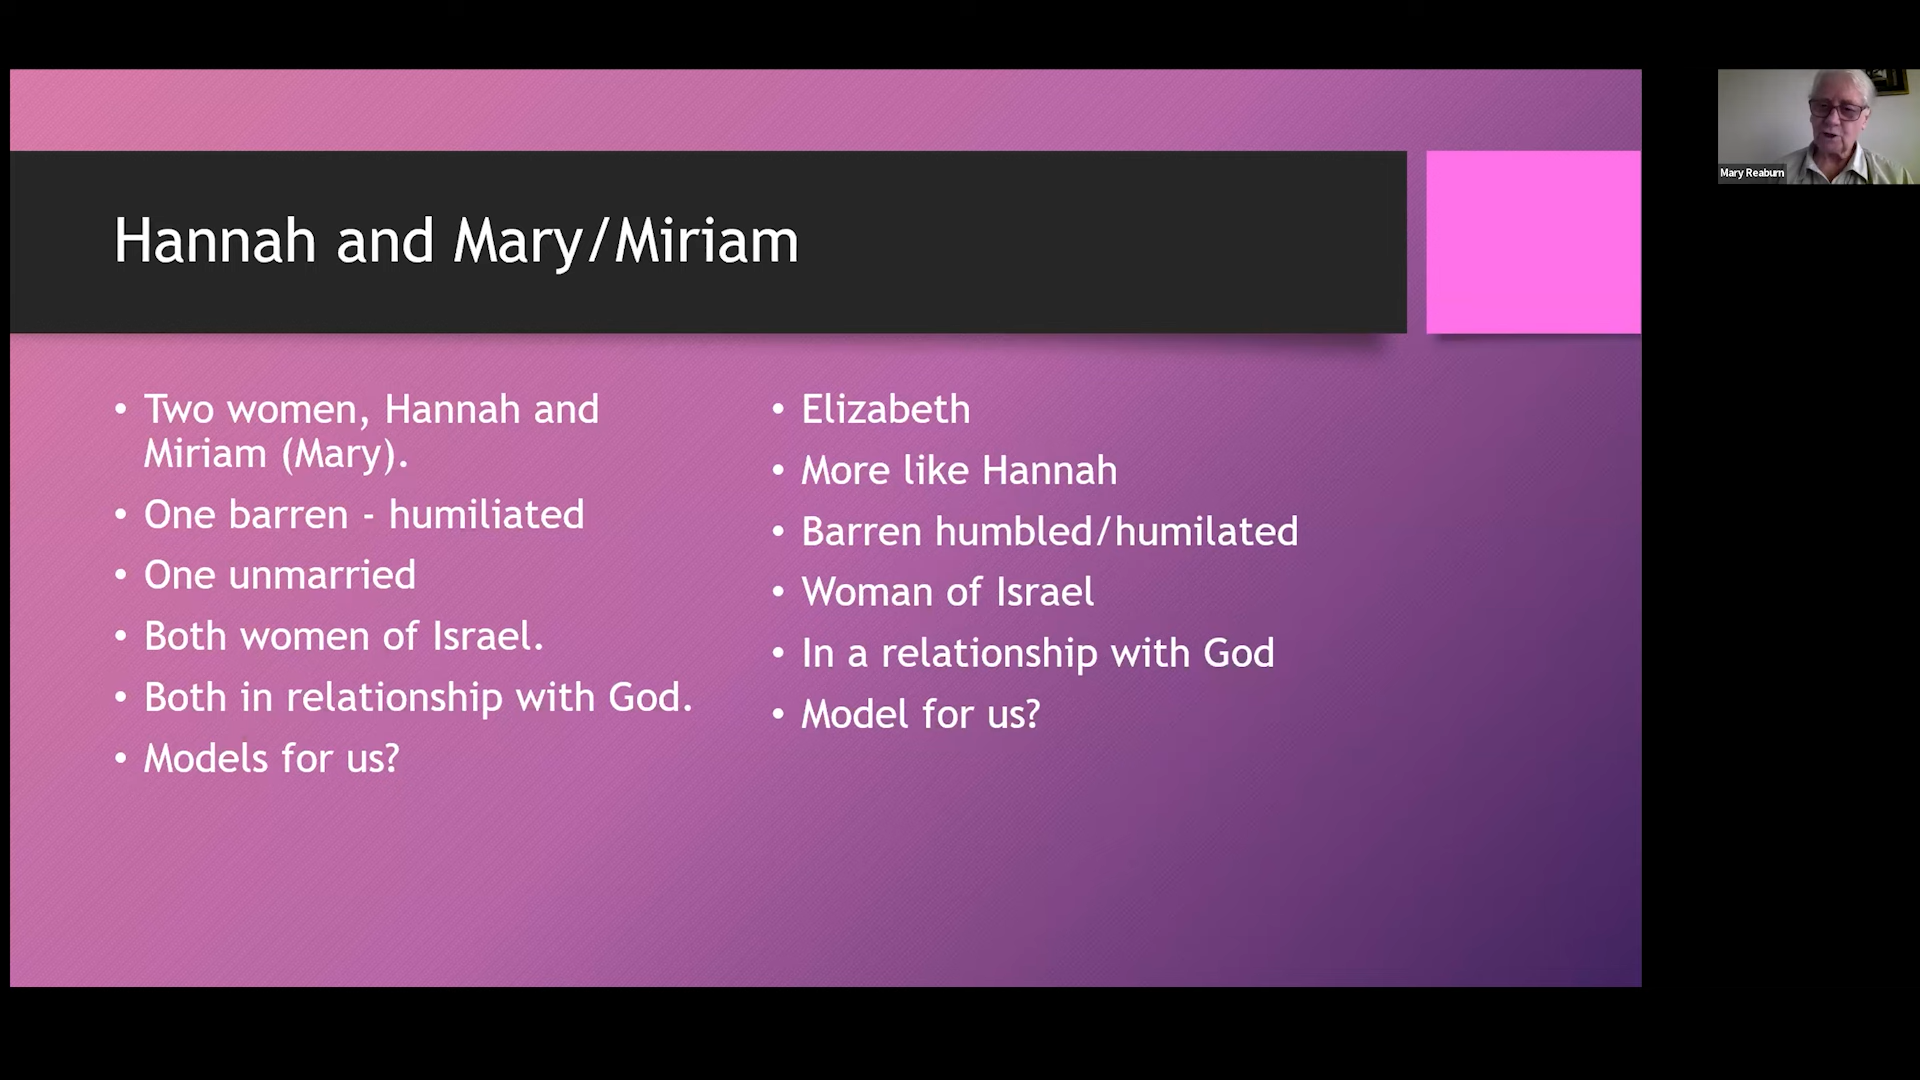 Hannah and Mary/Miriam
• Two women, Hannah and
Miriam (Mary).
• One barren - humiliated
• One unmarried
• Both women of Israel.
• Both in relationship with God.
• Models for us?
• Elizabeth
• More like Hannah
• Barren humbled/humilated
• Woman of Israel
• In a relationship with God
• Model for us?
Mary Reaburn